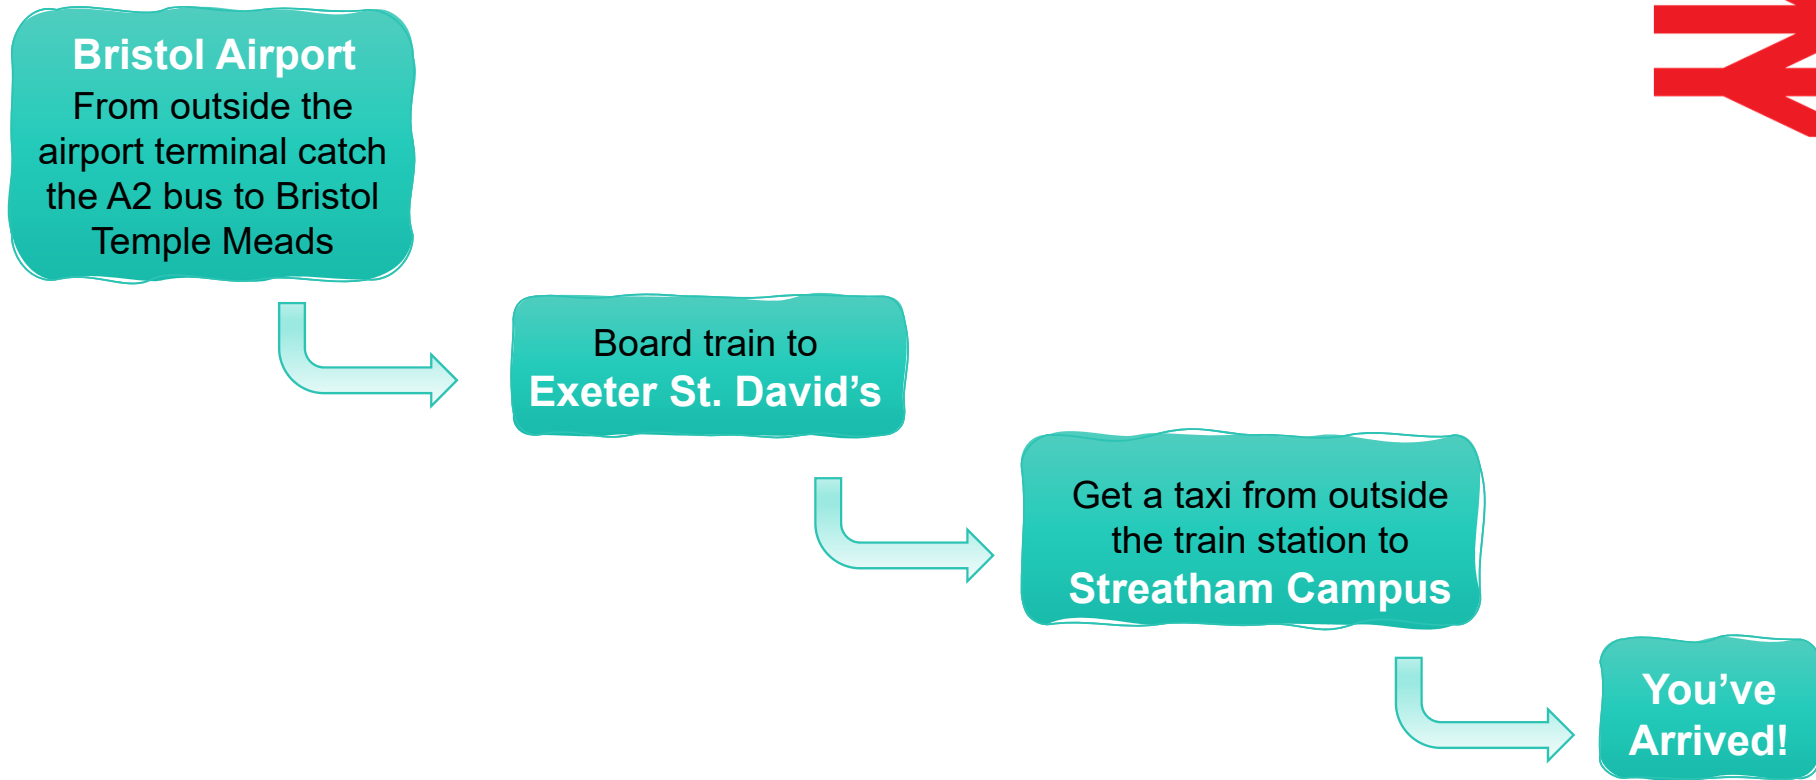 Bristol Airport
From outside the
airport terminal catch
the A2 bus to Bristol
Temple Meads
Board train to
Exeter St. David’s
Get a taxi from outside
the train station to
Streatham Campus
You’ve
Arrived!